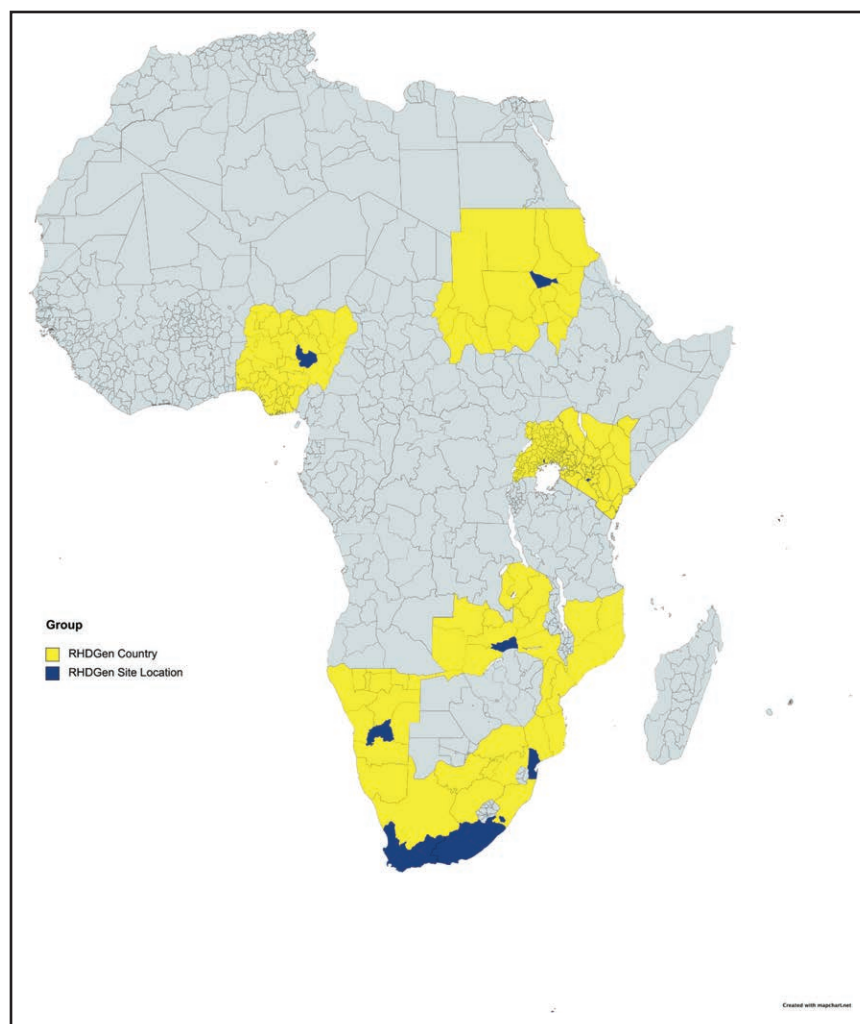 Group
RHDGen Country
RHDGen Site Location
Created with mapchart.net